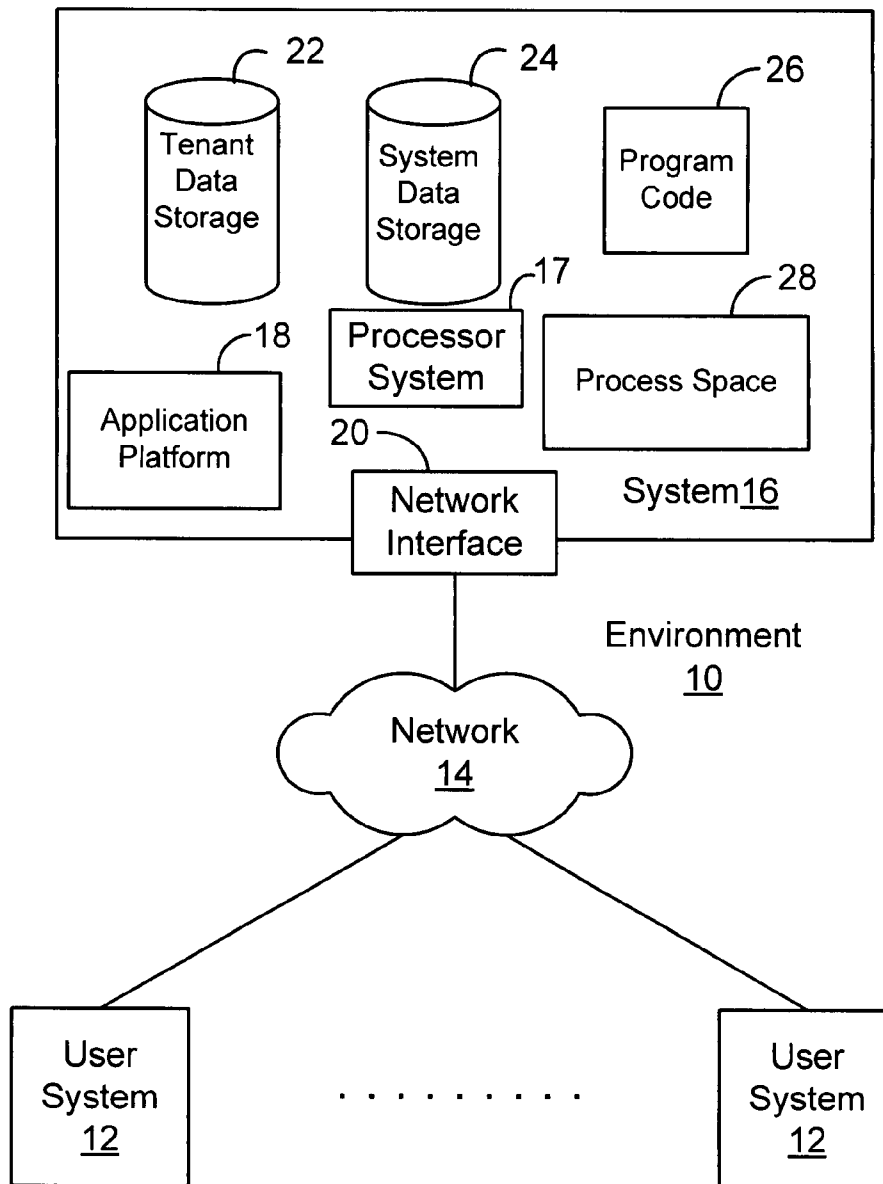 22
24
26
Tenant
Data
Storage
System
Data
Storage
Program
Code
17
28
18
Processor
System
Process Space
Application
Platform
20
System16
Network
Interface
Environment
10
Network
14
User
System
12
. . . . . . . . .
User
System
12